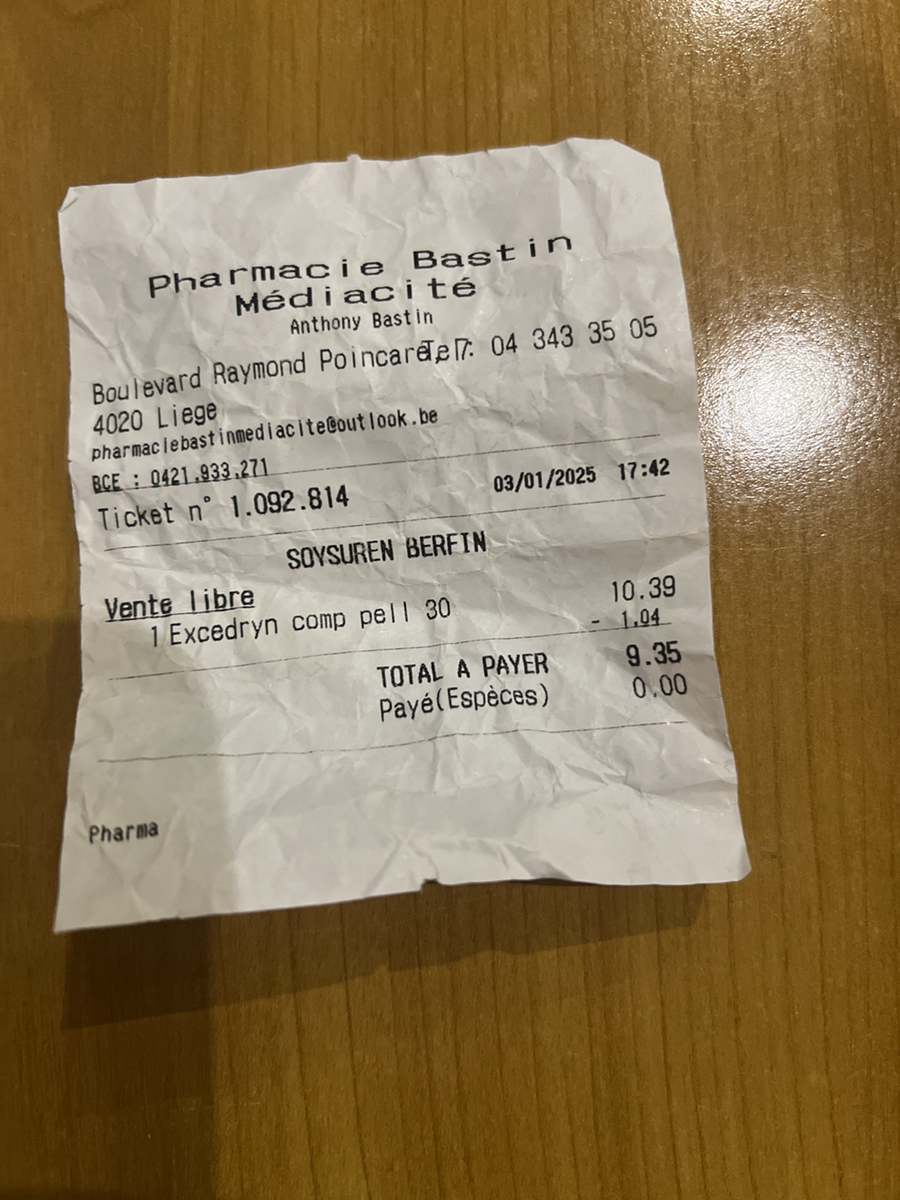 Pharmacie Bastin
Médiacité
Anthony Bastin
Boulevard Raymond Poincaré, 7 Tel : 04 343 35 05
4020 Liege
pharmaciebastinmediacite@outlook.be
BCE : 0421.933.271
Ticket n° 1.092.814 03/01/2025 17:42
SOYSUREN BERFIN
Vente libre
1 Excedryn comp pell 30 10.39
- 1.04
TOTAL A PAYER 9.35
Payé(Espèces) 0.00
Pharma